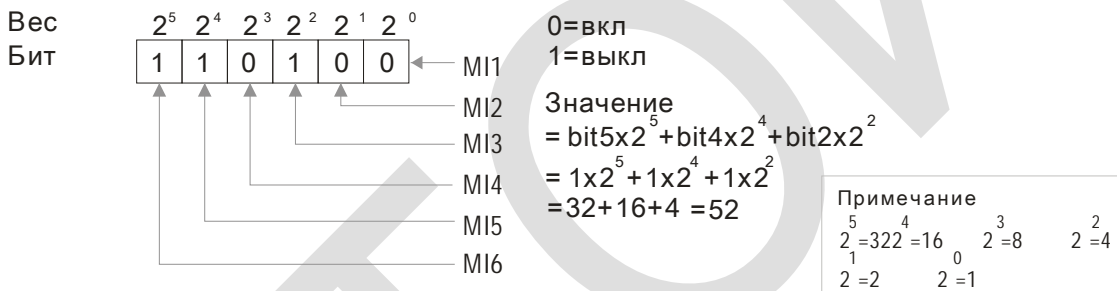 Вес 2⁵ 2⁴ 2³ 2² 2¹ 2⁰ 0=вкл
Бит 1 1 0 1 0 0 MI1 1=выкл
MI2 Значение
MI3 = bit5x2⁵+bit4x2⁴+bit2x2²
MI4 = 1x2⁵+1x2⁴+1x2²
MI5 =32+16+4 =52
MI6
Примечание
2⁵=322⁴=16 2³=8 2²=4
2¹=2 2⁰=1